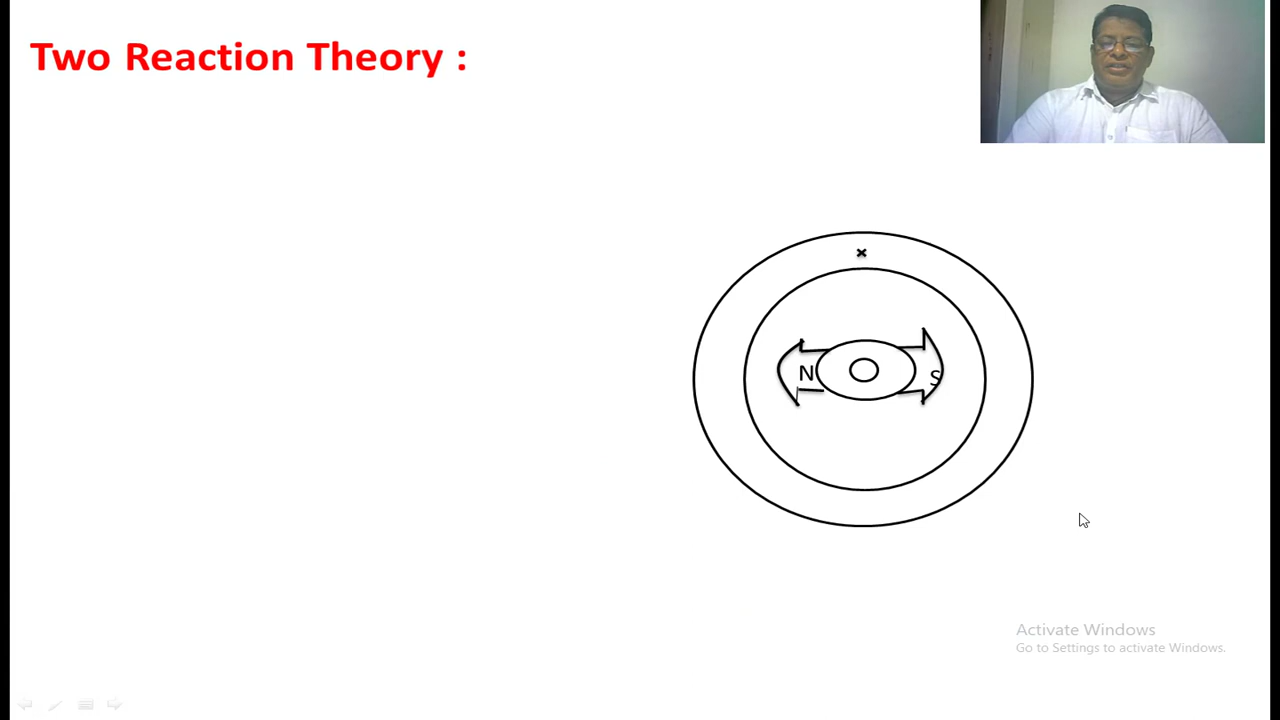 Two Reaction Theory :
×
N
S
Activate Windows
Go to Settings to activate Windows.